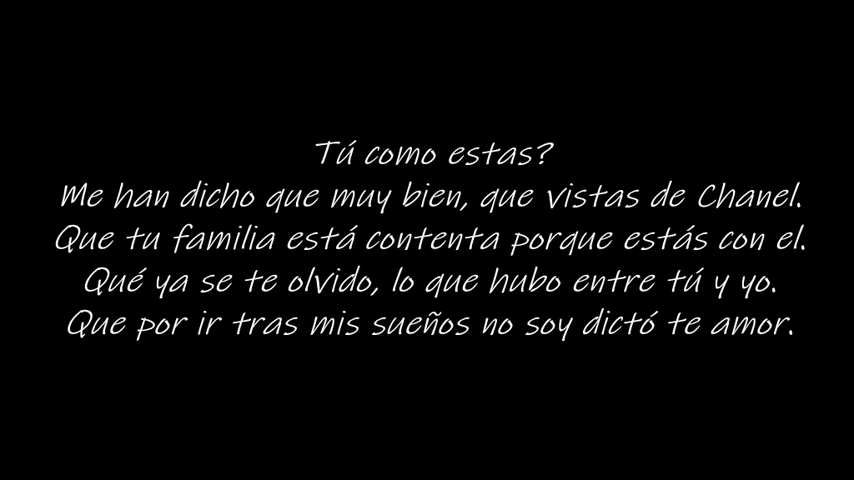 Tú como estas?
Me han dicho que muy bien, que vistas de Chanel.
Que tu familia está contenta porque estás con el.
Qué ya se te olvido, lo que hubo entre tú y yo.
Que por ir tras mis sueños no soy dictó te amor.